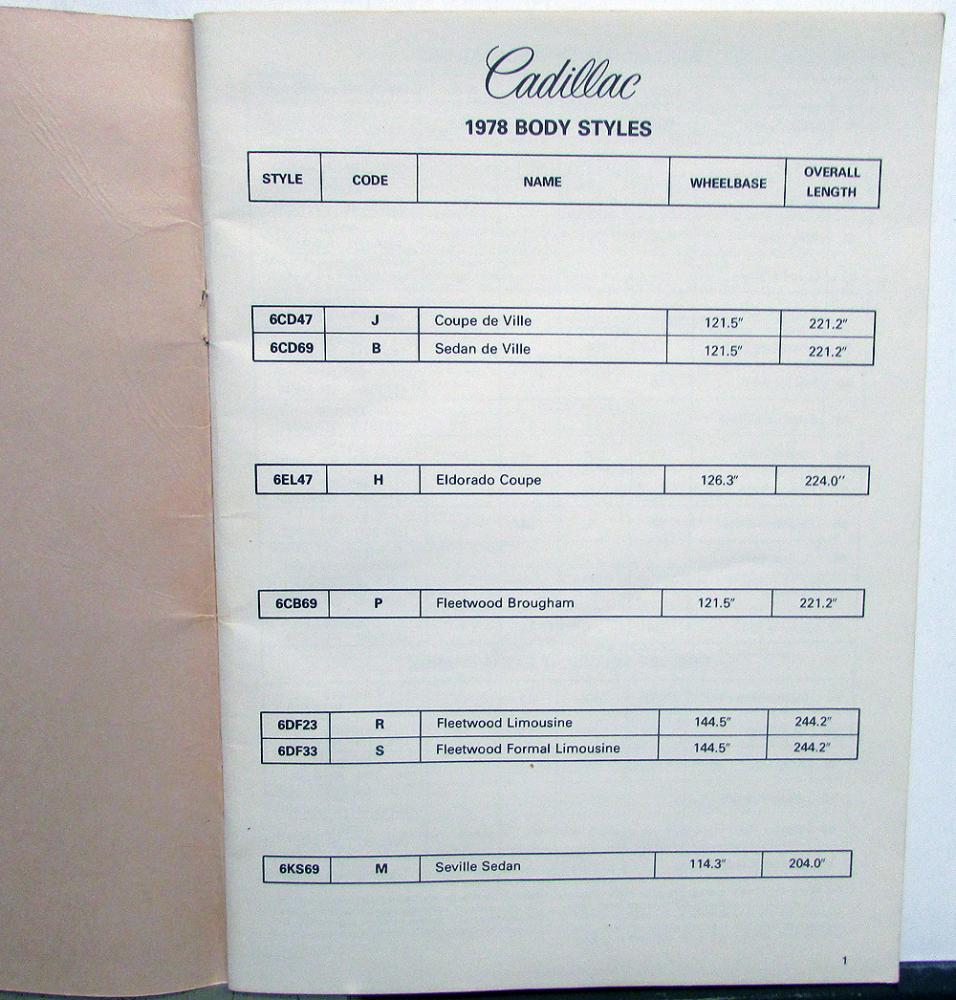 Cadillac
1978 BODY STYLES
STYLE CODE NAME WHEELBASE OVERALL LENGTH
6CD47 J Coupe de Ville 121.5″ 221.2″
6CD69 B Sedan de Ville 121.5″ 221.2″
6EL47 H Eldorado Coupe 126.3″ 224.0′′
6CB69 P Fleetwood Brougham 121.5″ 221.2″
6DF23 R Fleetwood Limousine 144.5″ 244.2″
6DF33 S Fleetwood Formal Limousine 144.5″ 244.2″
6KS69 M Seville Sedan 114.3″ 204.0″
1